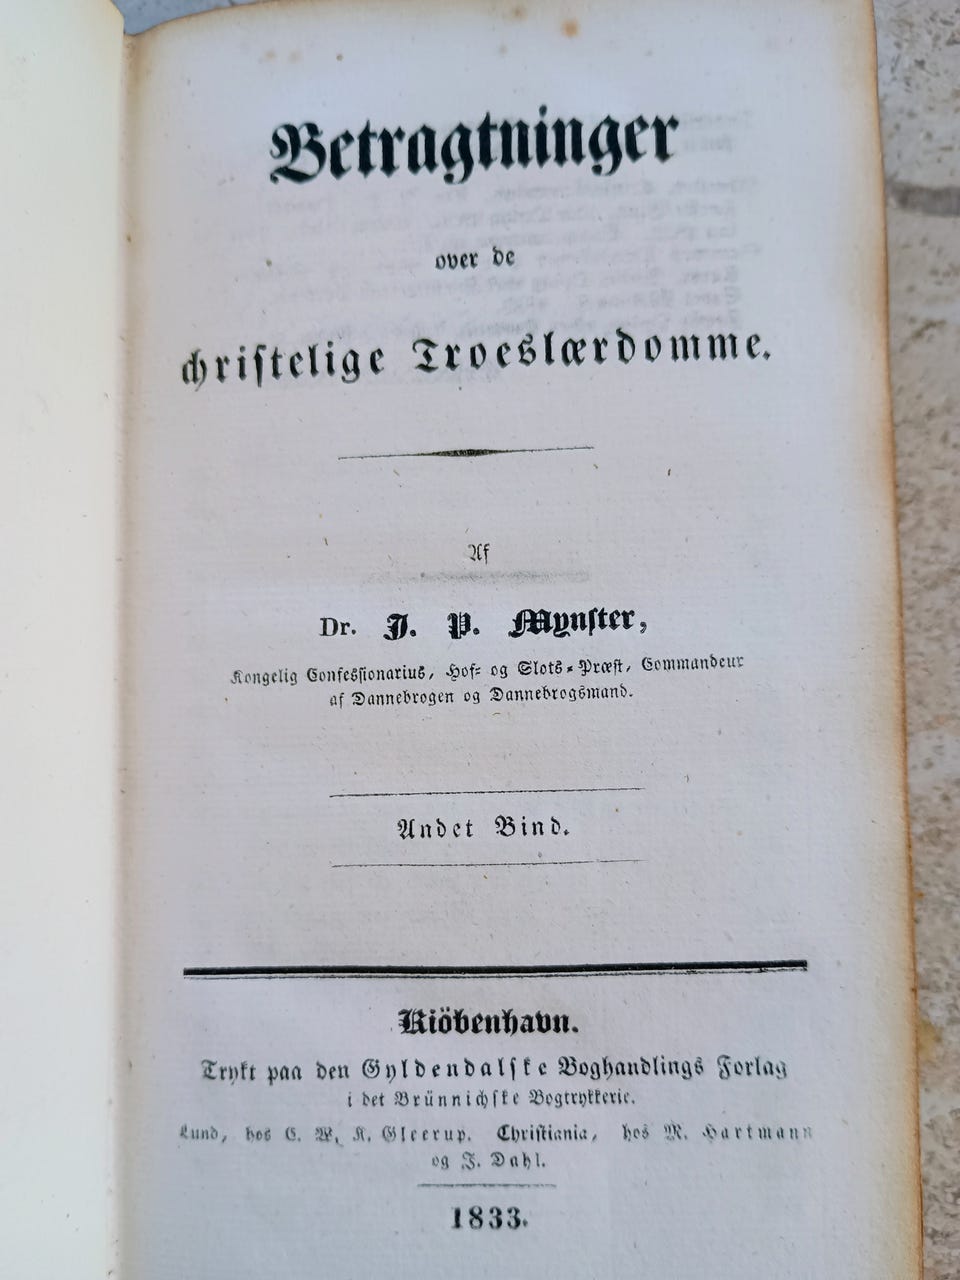 Betragtninger
over de
christelige Troeslærdomme.
Af
Dr. J. P. Mynster,
Kongelig Confessionarius, Hof- og Slots-Præst, Commandeur
af Dannebrogen og Dannebrogsmand.
Andet Bind.
Kiöbenhavn.
Trykt paa den Gyldendalske Boghandlings Forlag
i det Brünnichske Bogtrykkerie.
Lund, hos C. W. K. Gleerup. Christiania, hos R. Hartmann
og J. Dahl.
1833.